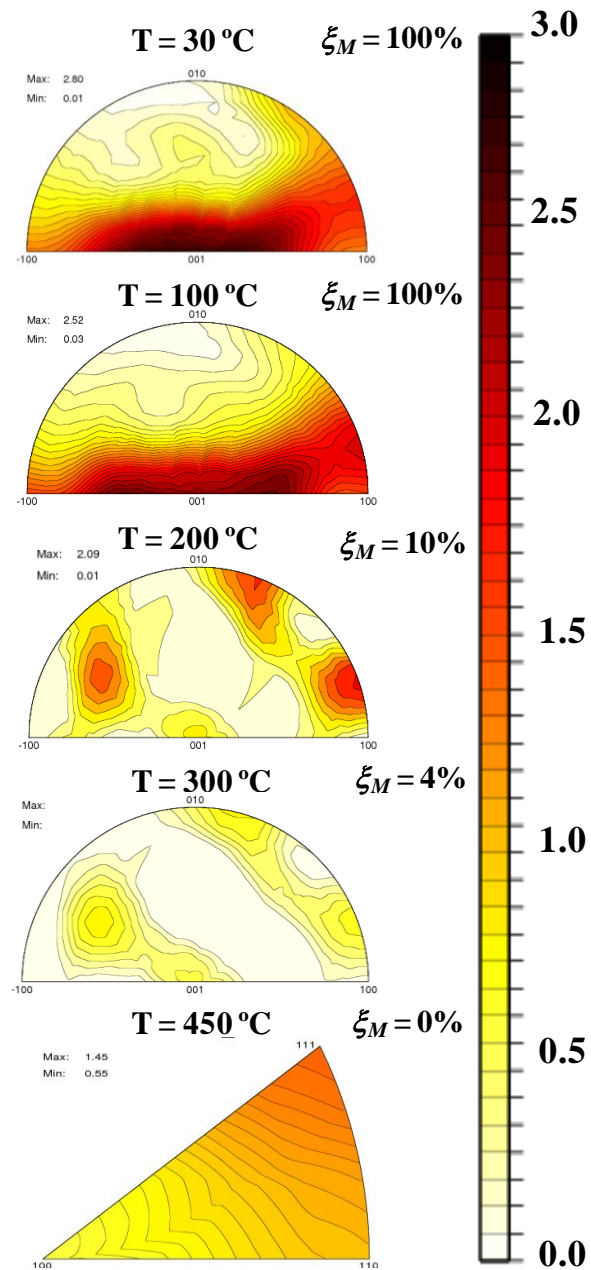 T = 30 ºC ξM = 100%
Max: 2.80
Min: 0.01
010
-100 001 100
T = 100 ºC ξM = 100%
Max: 2.52
Min: 0.03
010
-100 001 100
T = 200 ºC ξM = 10%
Max: 2.09
Min: 0.01
010
-100 001 100
T = 300 ºC ξM = 4%
Max:
Min:
010
-100 001 100
T = 450 ºC ξM = 0%
Max: 1.45
Min: 0.55
111
100 110
3.0
2.5
2.0
1.5
1.0
0.5
0.0